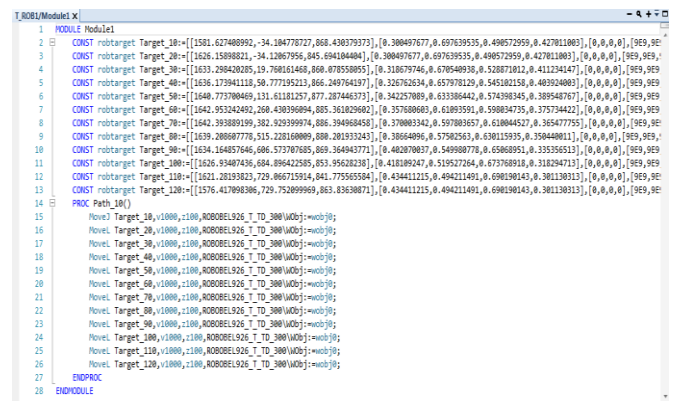 T_ROB1/Module1 X
1 MODULE Module1
2 CONST robtarget Target_10:=[[1581.627408992,-34.104778727,868.430379373],[0.300497677,0.697639535,0.490572959,0.427011003],[0,0,0,0],[9E9,9E
3 CONST robtarget Target_20:=[[1626.15898821,-34.12067956,845.694104404],[0.300497677,0.697639535,0.490572959,0.427011003],[0,0,0,0],[9E9,9E9,
4 CONST robtarget Target_30:=[[1633.298420285,19.760161468,860.078558055],[0.318679746,0.670540938,0.528871012,0.411234147],[0,0,0,0],[9E9,9E9
5 CONST robtarget Target_40:=[[1636.173941118,50.777195213,866.249764197],[0.326762634,0.657978129,0.545102158,0.403924003],[0,0,0,0],[9E9,9E9
6 CONST robtarget Target_50:=[[1640.773700469,131.61181257,877.287446373],[0.342257089,0.633386442,0.574398345,0.389548767],[0,0,0,0],[9E9,9E9
7 CONST robtarget Target_60:=[[1642.953242492,260.430396094,885.361029602],[0.357680603,0.61093591,0.598034735,0.375734422],[0,0,0,0],[9E9,9E9
8 CONST robtarget Target_70:=[[1642.393889199,382.929399974,886.394968458],[0.370003342,0.597803657,0.610044527,0.365477755],[0,0,0,0],[9E9,9E
9 CONST robtarget Target_80:=[[1639.208607778,515.228160009,880.201933243],[0.38664096,0.57502563,0.630115935,0.350440011],[0,0,0,0],[9E9,9E9,
10 CONST robtarget Target_90:=[[1634.164857646,606.573707685,869.364943771],[0.402070037,0.549980778,0.65068951,0.335356513],[0,0,0,0],[9E9,9E9
11 CONST robtarget Target_100:=[[1626.93407436,684.896422585,853.95628238],[0.418109247,0.519527264,0.673768918,0.318294713],[0,0,0,0],[9E9,9E9
12 CONST robtarget Target_110:=[[1621.28193823,729.066715914,841.775565584],[0.434411215,0.494211491,0.690190143,0.301130313],[0,0,0,0],[9E9,9E
13 CONST robtarget Target_120:=[[1576.417098306,729.752099969,863.83630871],[0.434411215,0.494211491,0.690190143,0.301130313],[0,0,0,0],[9E9,9E
14 PROC Path_10()
15 MoveJ Target_10,v1000,z100,ROBOBEL926_T_TD_300\WObj:=wobj0;
16 MoveL Target_20,v1000,z100,ROBOBEL926_T_TD_300\WObj:=wobj0;
17 MoveL Target_30,v1000,z100,ROBOBEL926_T_TD_300\WObj:=wobj0;
18 MoveL Target_40,v1000,z100,ROBOBEL926_T_TD_300\WObj:=wobj0;
19 MoveL Target_50,v1000,z100,ROBOBEL926_T_TD_300\WObj:=wobj0;
20 MoveL Target_60,v1000,z100,ROBOBEL926_T_TD_300\WObj:=wobj0;
21 MoveL Target_70,v1000,z100,ROBOBEL926_T_TD_300\WObj:=wobj0;
22 MoveL Target_80,v1000,z100,ROBOBEL926_T_TD_300\WObj:=wobj0;
23 MoveL Target_90,v1000,z100,ROBOBEL926_T_TD_300\WObj:=wobj0;
24 MoveL Target_100,v1000,z100,ROBOBEL926_T_TD_300\WObj:=wobj0;
25 MoveL Target_110,v1000,z100,ROBOBEL926_T_TD_300\WObj:=wobj0;
26 MoveL Target_120,v1000,z100,ROBOBEL926_T_TD_300\WObj:=wobj0;
27 ENDPROC
28 ENDMODULE